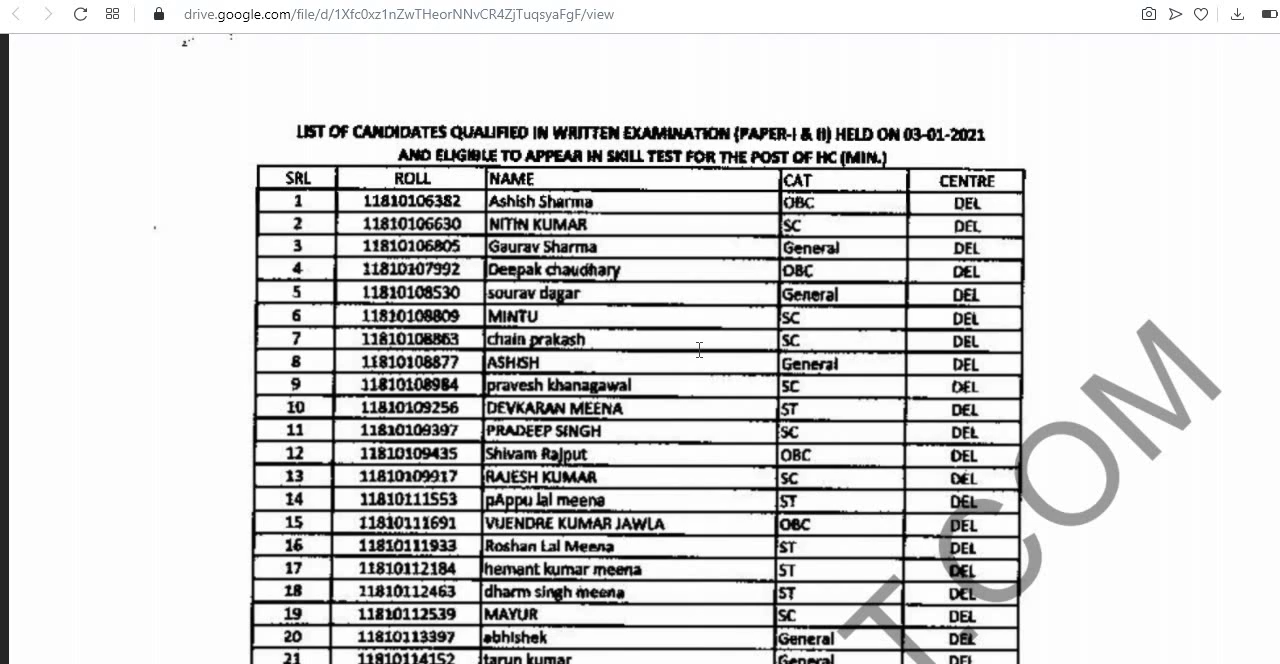 drive.google.com/file/d/1Xfc0xz1nZwTHeorNNvCR4ZjTuqsyaFgF/view
LIST OF CANDIDATES QUALIFIED IN WRITTEN EXAMINATION (PAPER-I & II) HELD ON 03-01-2021
AND ELIGIBLE TO APPEAR IN SKILL TEST FOR THE POST OF HC (MIN.)
SRL ROLL NAME CAT CENTRE
1 11810106382 Ashish Sharma OBC DEL
2 11810106630 NITIN KUMAR SC DEL
3 11810106805 Gaurav Sharma General DEL
4 11810107992 Deepak chaudhary OBC DEL
5 11810108530 sourav dagar General DEL
6 11810108809 MINTU SC DEL
7 11810108863 chain prakash SC DEL
8 11810108877 ASHISH General DEL
9 11810108984 pravesh khanagawal SC DEL
10 11810109256 DEVKARAN MEENA ST DEL
11 11810109397 PRADEEP SINGH SC DEL
12 11810109435 Shivam Rajput OBC DEL
13 11810109917 RAJESH KUMAR SC DEL
14 11810111553 pAppu lal meena ST DEL
15 11810111691 VIJENDRE KUMAR JAWLA OBC DEL
16 11810111933 Roshan Lal Meena ST DEL
17 11810112184 hemant kumar meena ST DEL
18 11810112463 dharm singh meena ST DEL
19 11810112539 MAYUR SC DEL
20 11810113397 abhishek General DEL
21 11810114152 tarun kumar General DEL
T.COM